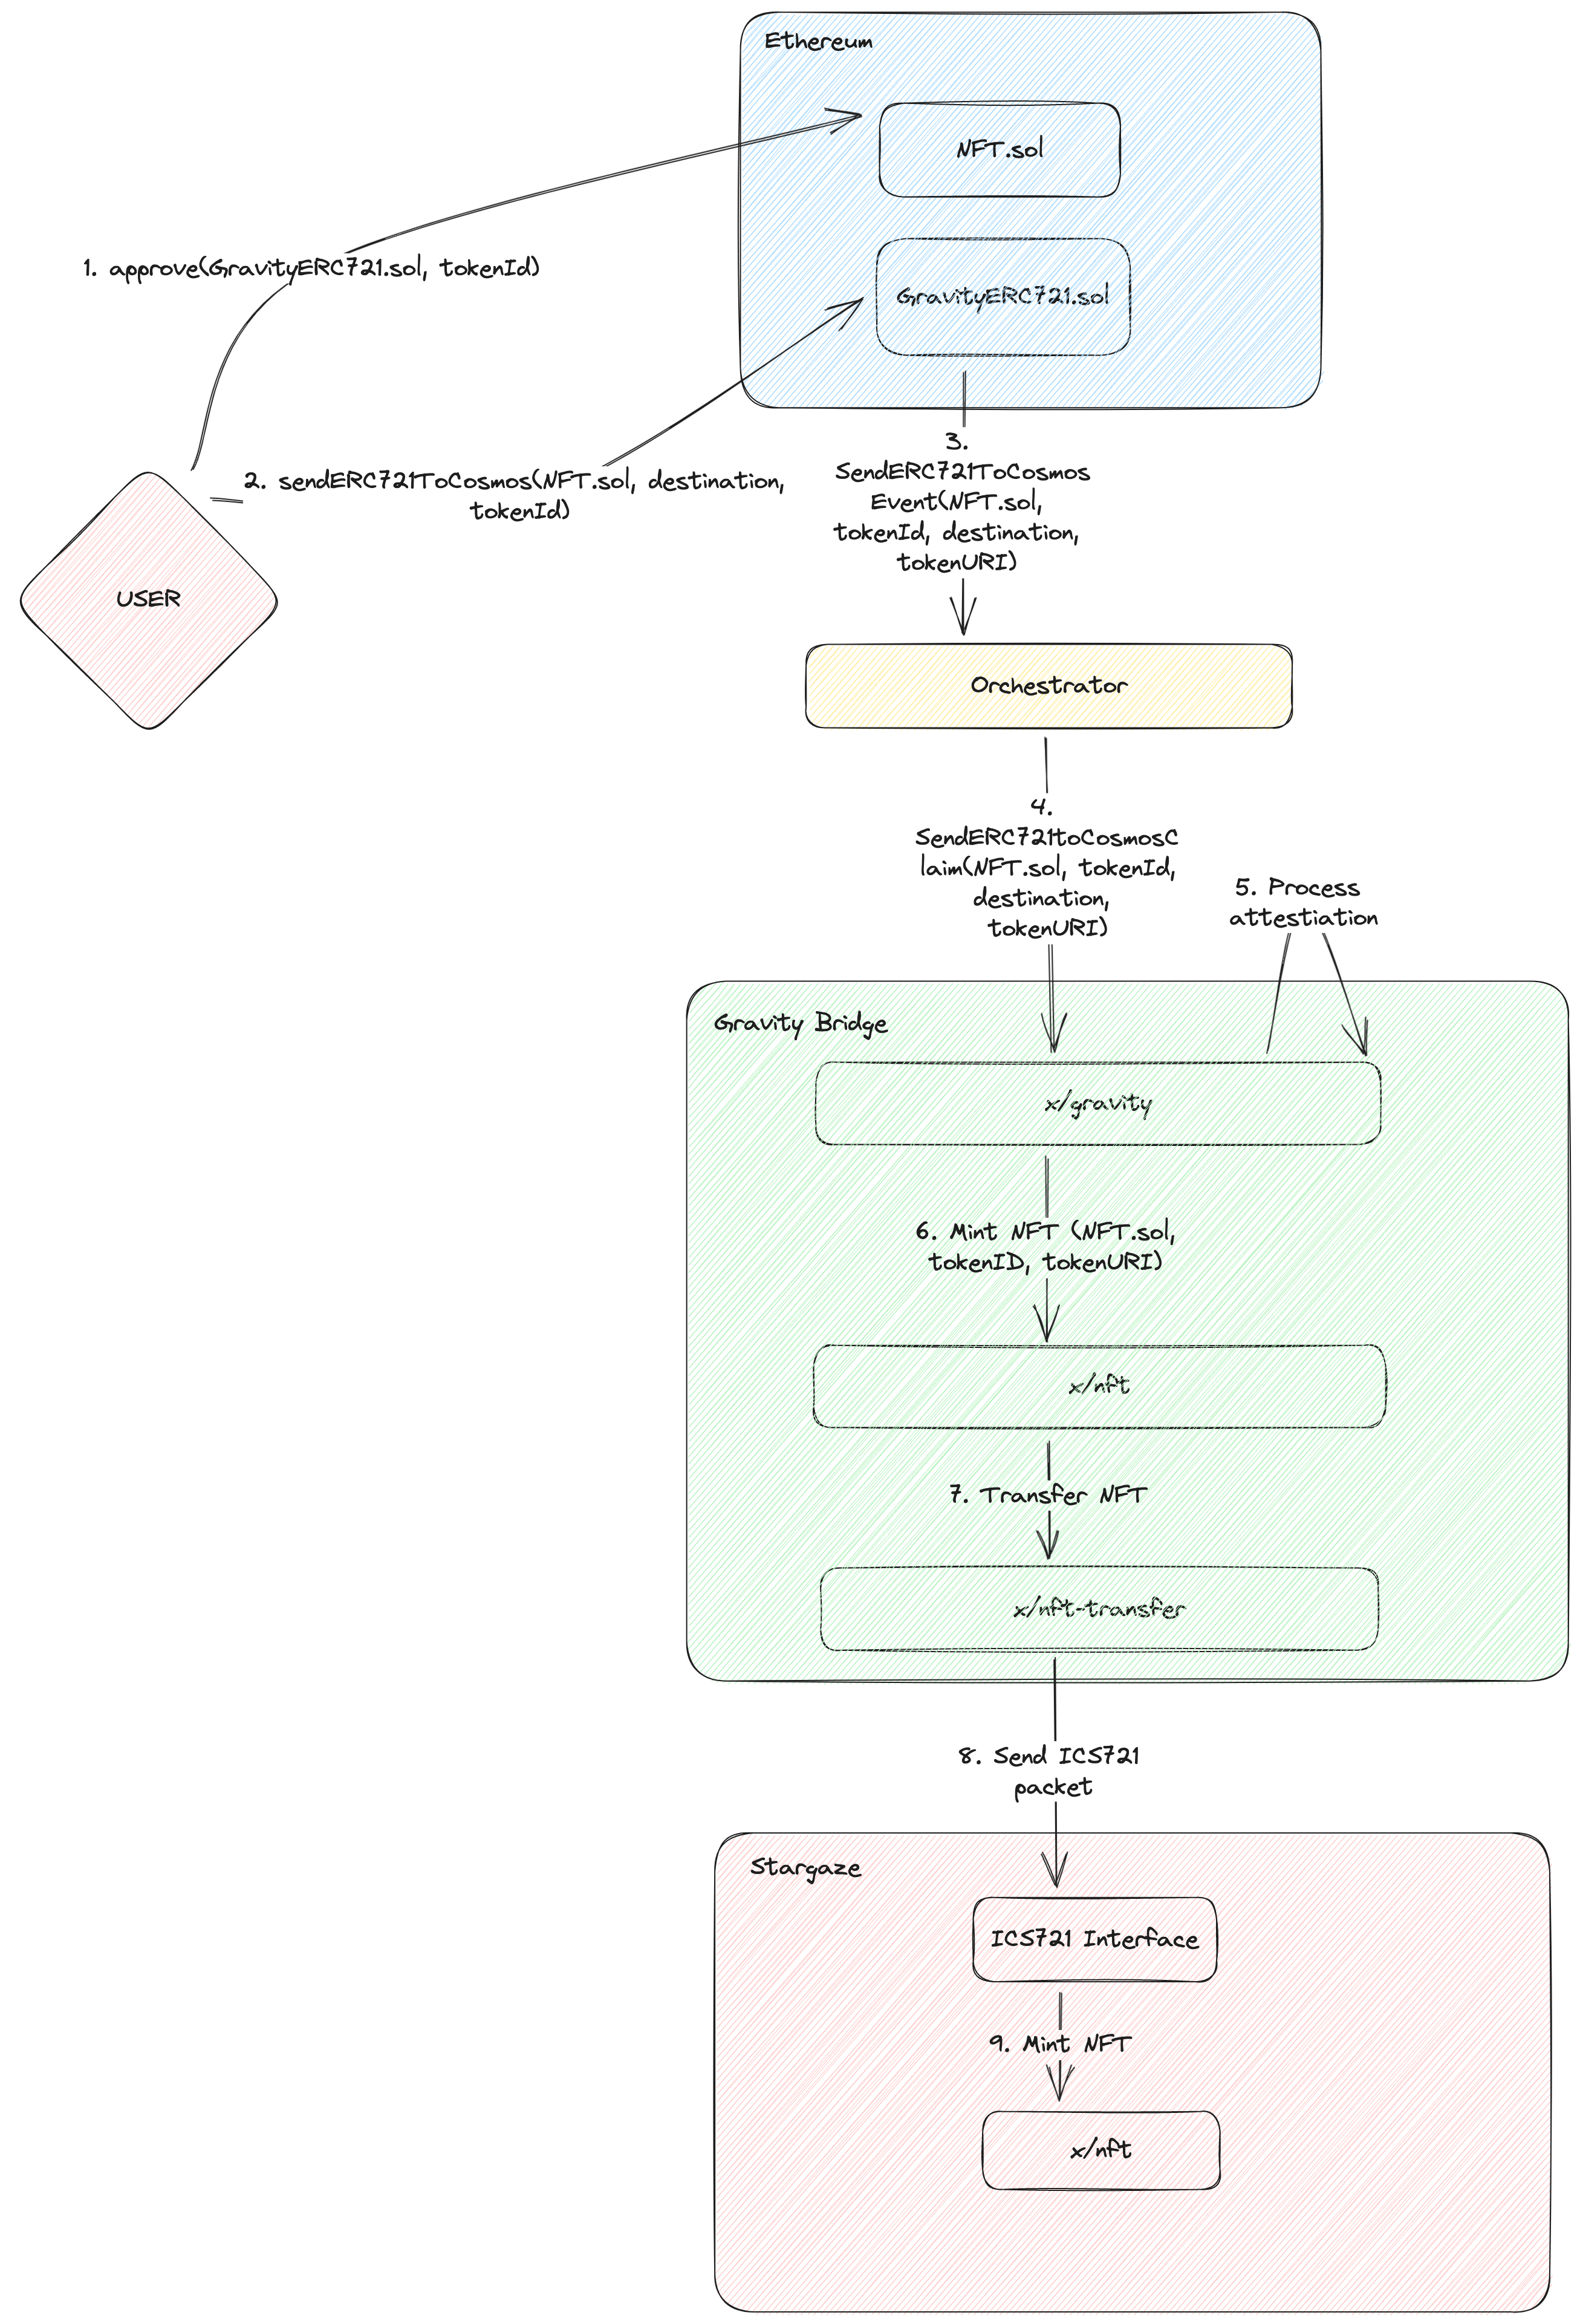 Ethereum
NFT.sol
1. approve(GravityERC721.sol, tokenId)
GravityERC721.sol
2. sendERC721ToCosmos(NFT.sol, destination,
tokenId)
3.
SendERC721ToCosmos
Event(NFT.sol,
tokenId, destination,
tokenURI)
USER
Orchestrator
4.
SendERC721toCosmosC
laim(NFT.sol, tokenId,
destination,
tokenURI)
5. Process
attestiation
Gravity Bridge
x/gravity
6. Mint NFT (NFT.sol,
tokenID, tokenURI)
x/nft
7. Transfer NFT
x/nft-transfer
8. Send ICS721
packet
Stargaze
ICS721 Interface
9. Mint NFT
x/nft